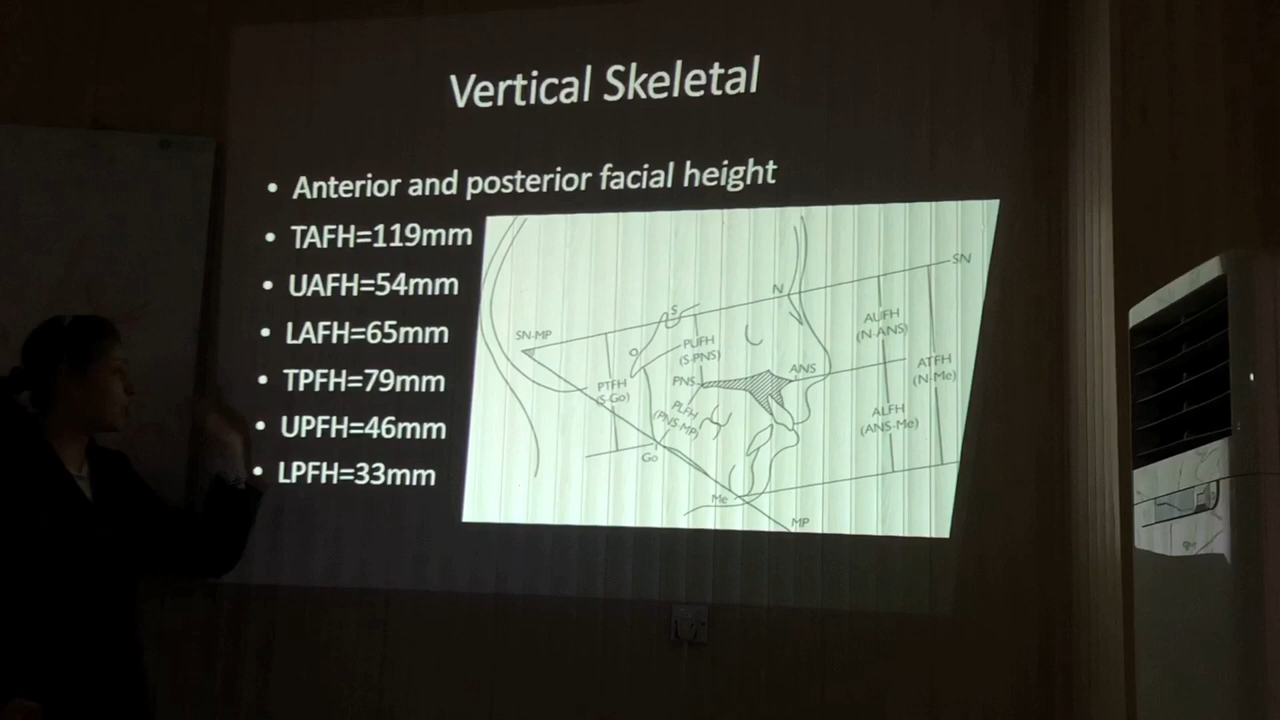 Vertical Skeletal
• Anterior and posterior facial height
• TAFH=119mm
• UAFH=54mm
• LAFH=65mm
• TPFH=79mm
• UPFH=46mm
• LPFH=33mm
SN
N
S
SN-MP
AUFH
(N-ANS)
PUFH
(S-PNS)
ANS
ATFH
(N-Me)
PNS
PTFH
(S-Go)
PLFH
(PNS-MP)
ALFH
(ANS-Me)
Go
Me
MP